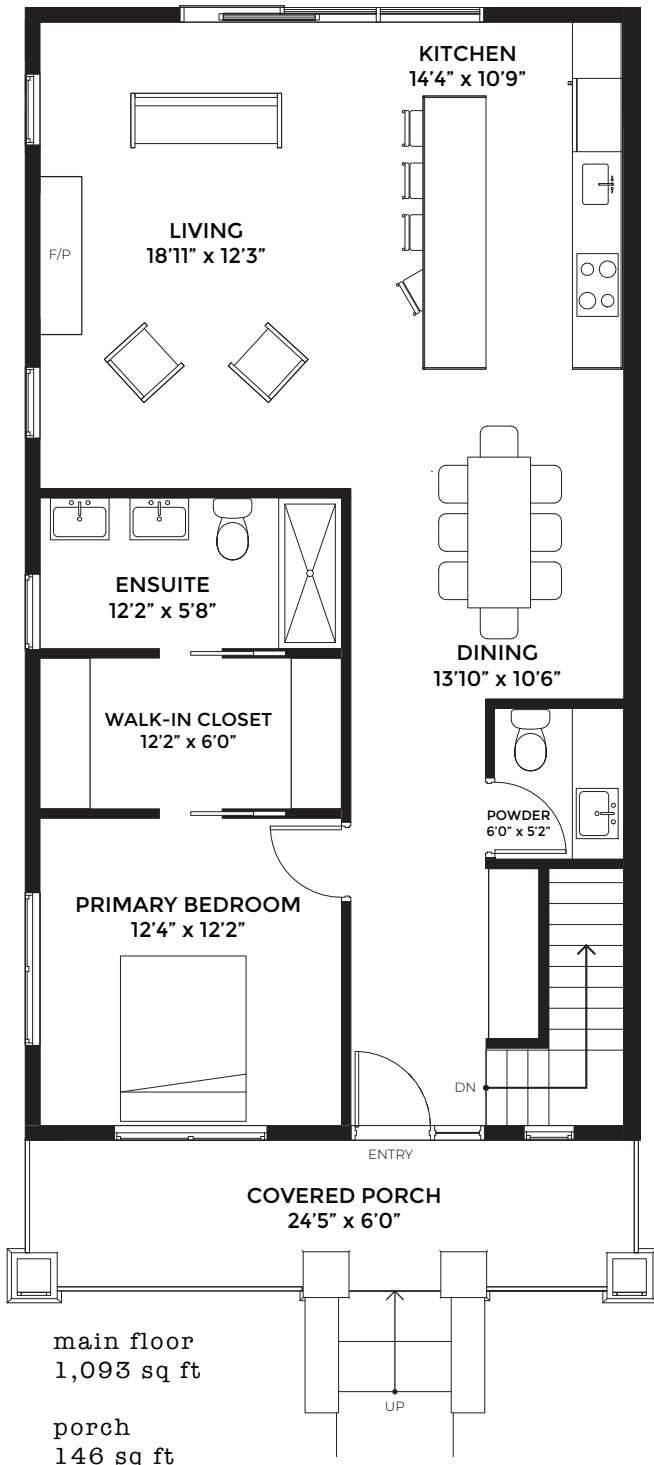 KITCHEN
14'4" x 10'9"
LIVING
18'11" x 12'3"
F/P
ENSUITE
12'2" x 5'8"
DINING
13'10" x 10'6"
WALK-IN CLOSET
12'2" x 6'0"
POWDER
6'0" x 5'2"
PRIMARY BEDROOM
12'4" x 12'2"
DN
ENTRY
COVERED PORCH
24'5" x 6'0"
main floor
1,093 sq ft
UP
porch
146 sq ft